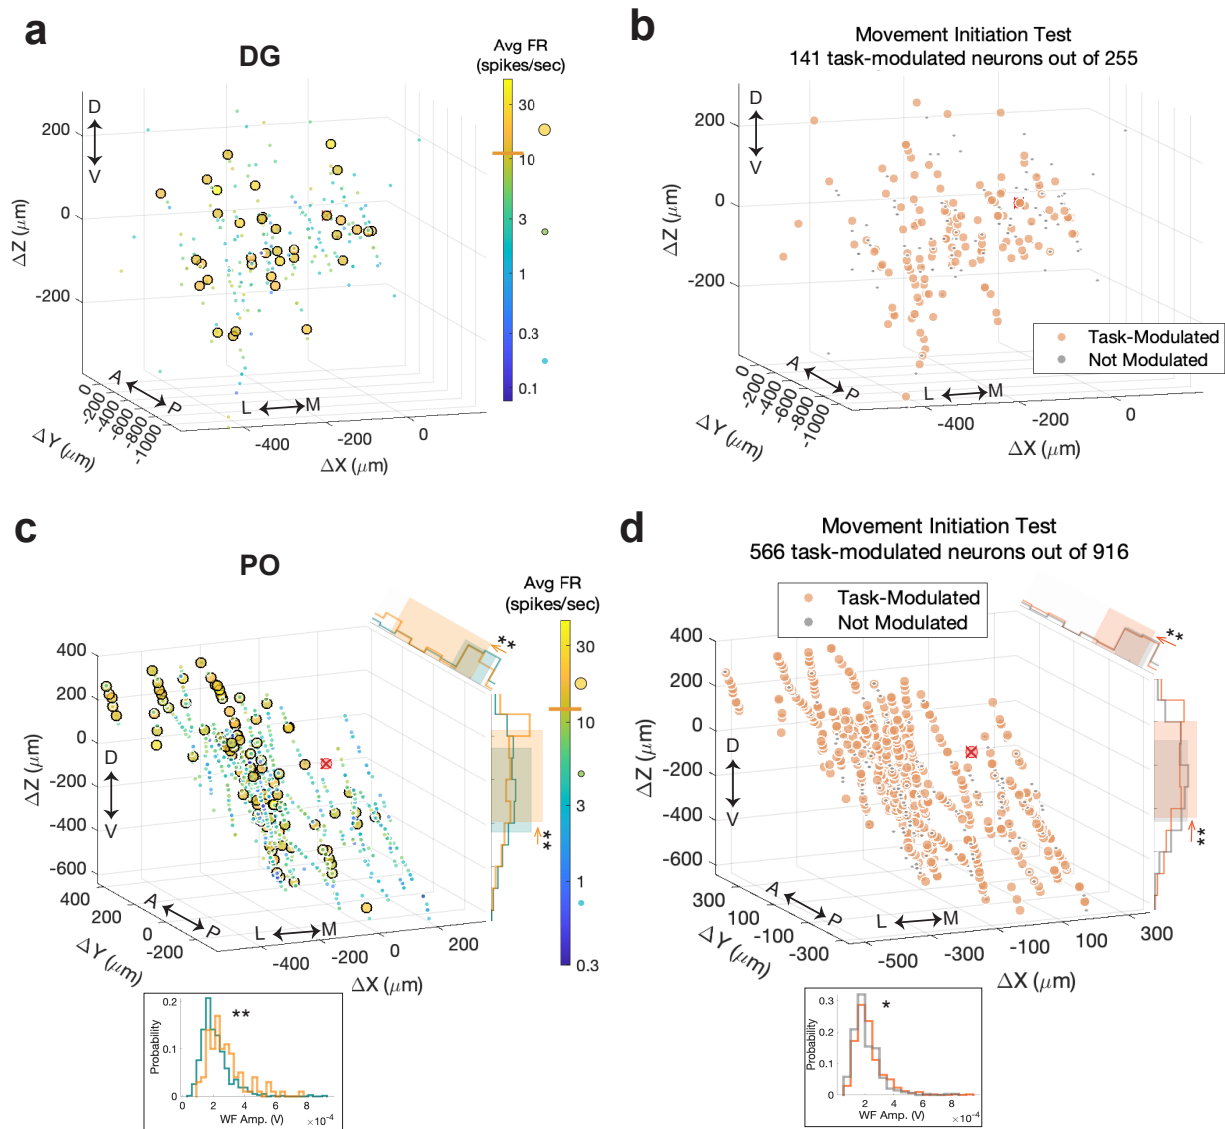 a
DG
Avg FR
(spikes/sec)
30
10
3
1
0.3
0.1
D
V
200
0
-200
ΔZ (μm)
A
P
L
M
0
-200
-400
-600
-800
-1000
ΔY (μm)
-400
-200
0
ΔX (μm)
b
Movement Initiation Test
141 task-modulated neurons out of 255
D
V
200
0
-200
ΔZ (μm)
Task-Modulated
Not Modulated
A
P
L
M
0
-200
-400
-600
-800
-1000
ΔY (μm)
-400
-200
0
ΔX (μm)
c
PO
Avg FR
(spikes/sec)
30
10
3
1
0.3
**
**
400
200
0
-200
-400
-600
ΔZ (μm)
D
V
A
P
L
M
400
200
0
-200
ΔY (μm)
-400
-200
0
200
ΔX (μm)
0.2
0.1
0
Probability
**
0
2
4
6
8
×10⁻⁴
WF Amp. (V)
d
Movement Initiation Test
566 task-modulated neurons out of 916
Task-Modulated
Not Modulated
**
**
400
200
0
-200
-400
-600
ΔZ (μm)
D
V
A
P
L
M
300
100
-100
-300
ΔY (μm)
-500
-300
-100
100
300
ΔX (μm)
0.3
0.2
0.1
0
Probability
*
2
4
6
8
×10⁻⁴
WF Amp. (V)